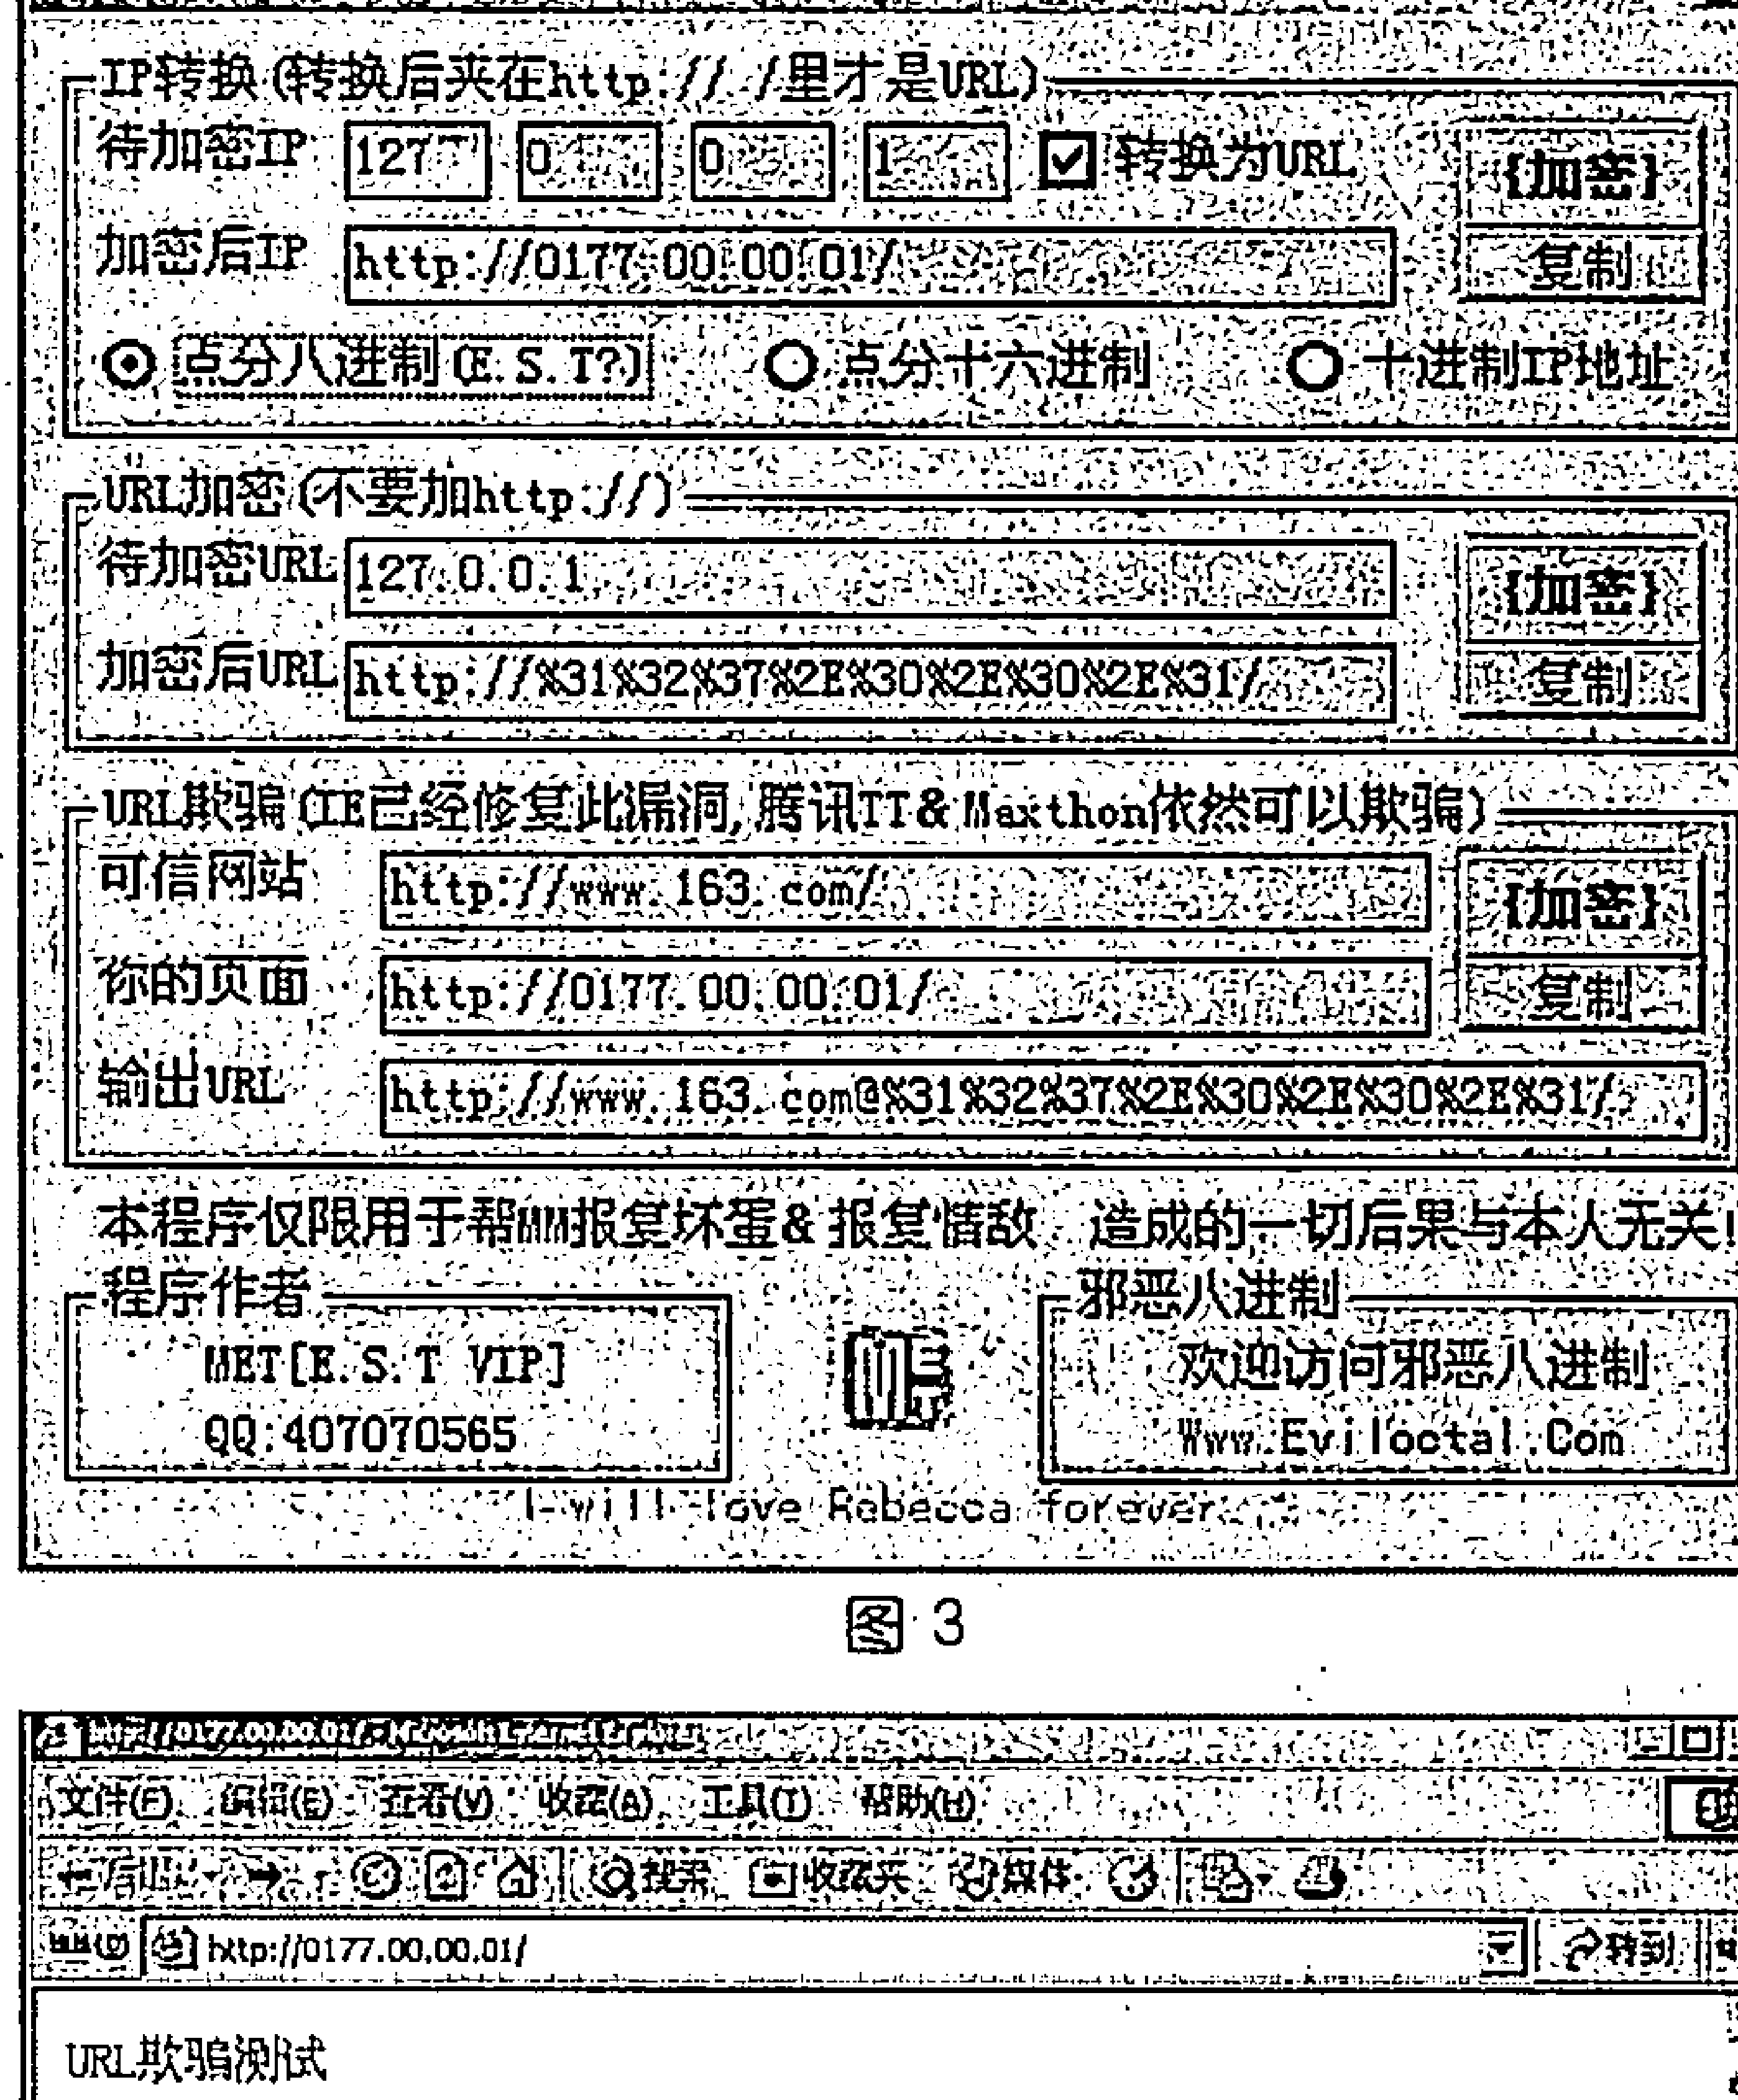 IP转换(转换后夹在http:// /里才是URL)
待加密IP 127 0 0 1 转换为URL [加密]
加密后IP http://0177.00.00.01/ 复制
点分八进制(E.S.T?) 点分十六进制 十进制IP地址
URL加密(不要加http://)
待加密URL 127.0.0.1 [加密]
加密后URL http://%31%32%37%2E%30%2E%30%2E%31/ 复制
URL欺骗(IE已经修复此漏洞,腾讯TT&Maxthon依然可以欺骗)
可信网站 http://www.163.com/ [加密]
你的页面 http://0177.00.00.01/ 复制
输出URL http://www.163.com@%31%32%37%2E%30%2E%30%2E%31/
本程序仅限用于帮MM报复坏蛋&报复情敌 造成的一切后果与本人无关!
程序作者 邪恶八进制
MET[E.S.T VIP] 欢迎访问邪恶八进制
QQ:407070565 Www.Eviloctal.Com
I will love Rebecca forever
图 3
http://0177.00.00.01/ - Microsoft Internet Explorer
文件(F) 编辑(E) 查看(V) 收藏(A) 工具(T) 帮助(H)
后退 搜索 收藏夹 媒体
http://0177.00.00.01/ 转到
URL欺骗测试